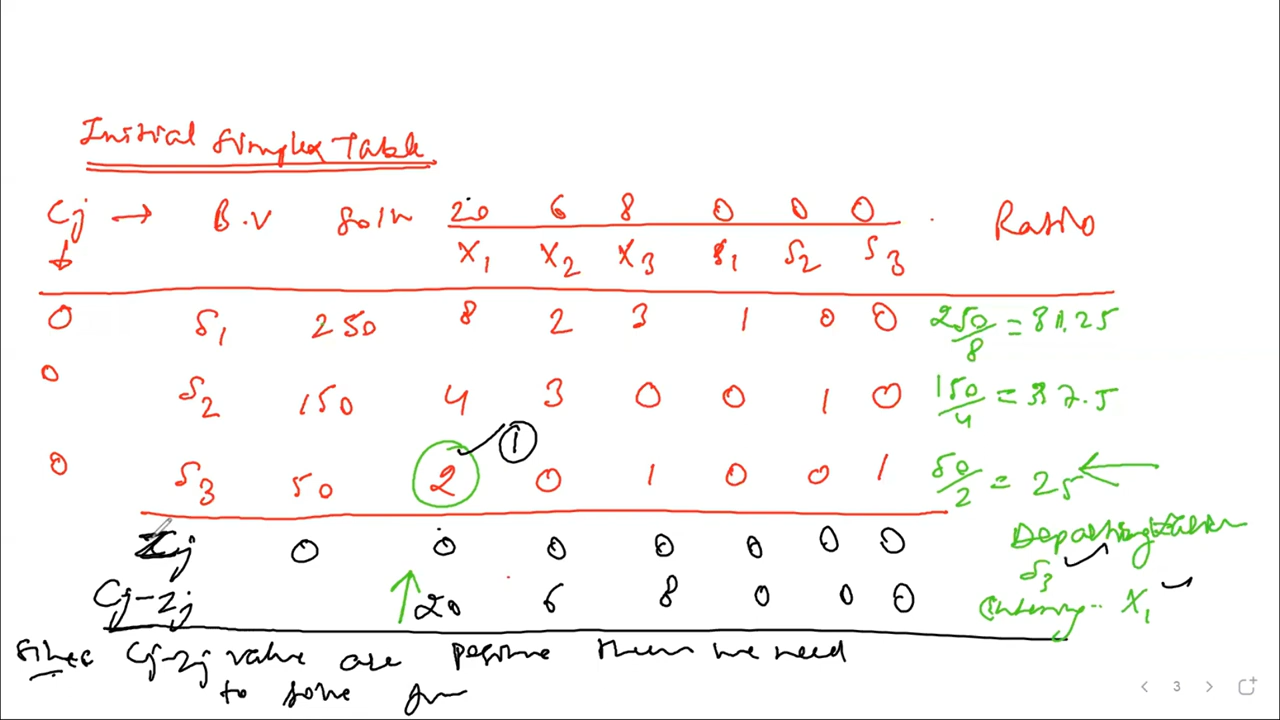 Initial Simplex Table
Cj → B.V Soln 20 6 8 0 0 0 Ratio
X1 X2 X3 S1 S2 S3
0 S1 250 8 2 3 1 0 0 250/8 = 31.25
0 S2 150 4 3 0 0 1 0 150/4 = 37.5
1
0 S3 50 2 0 1 0 0 1 50/2 = 25
Zj 0 0 0 0 0 0 0
S3
Cj-Zj 20 6 8 0 0 0
Entering.. X1
Since Cj-Zj value are positive then we need
to solve
3